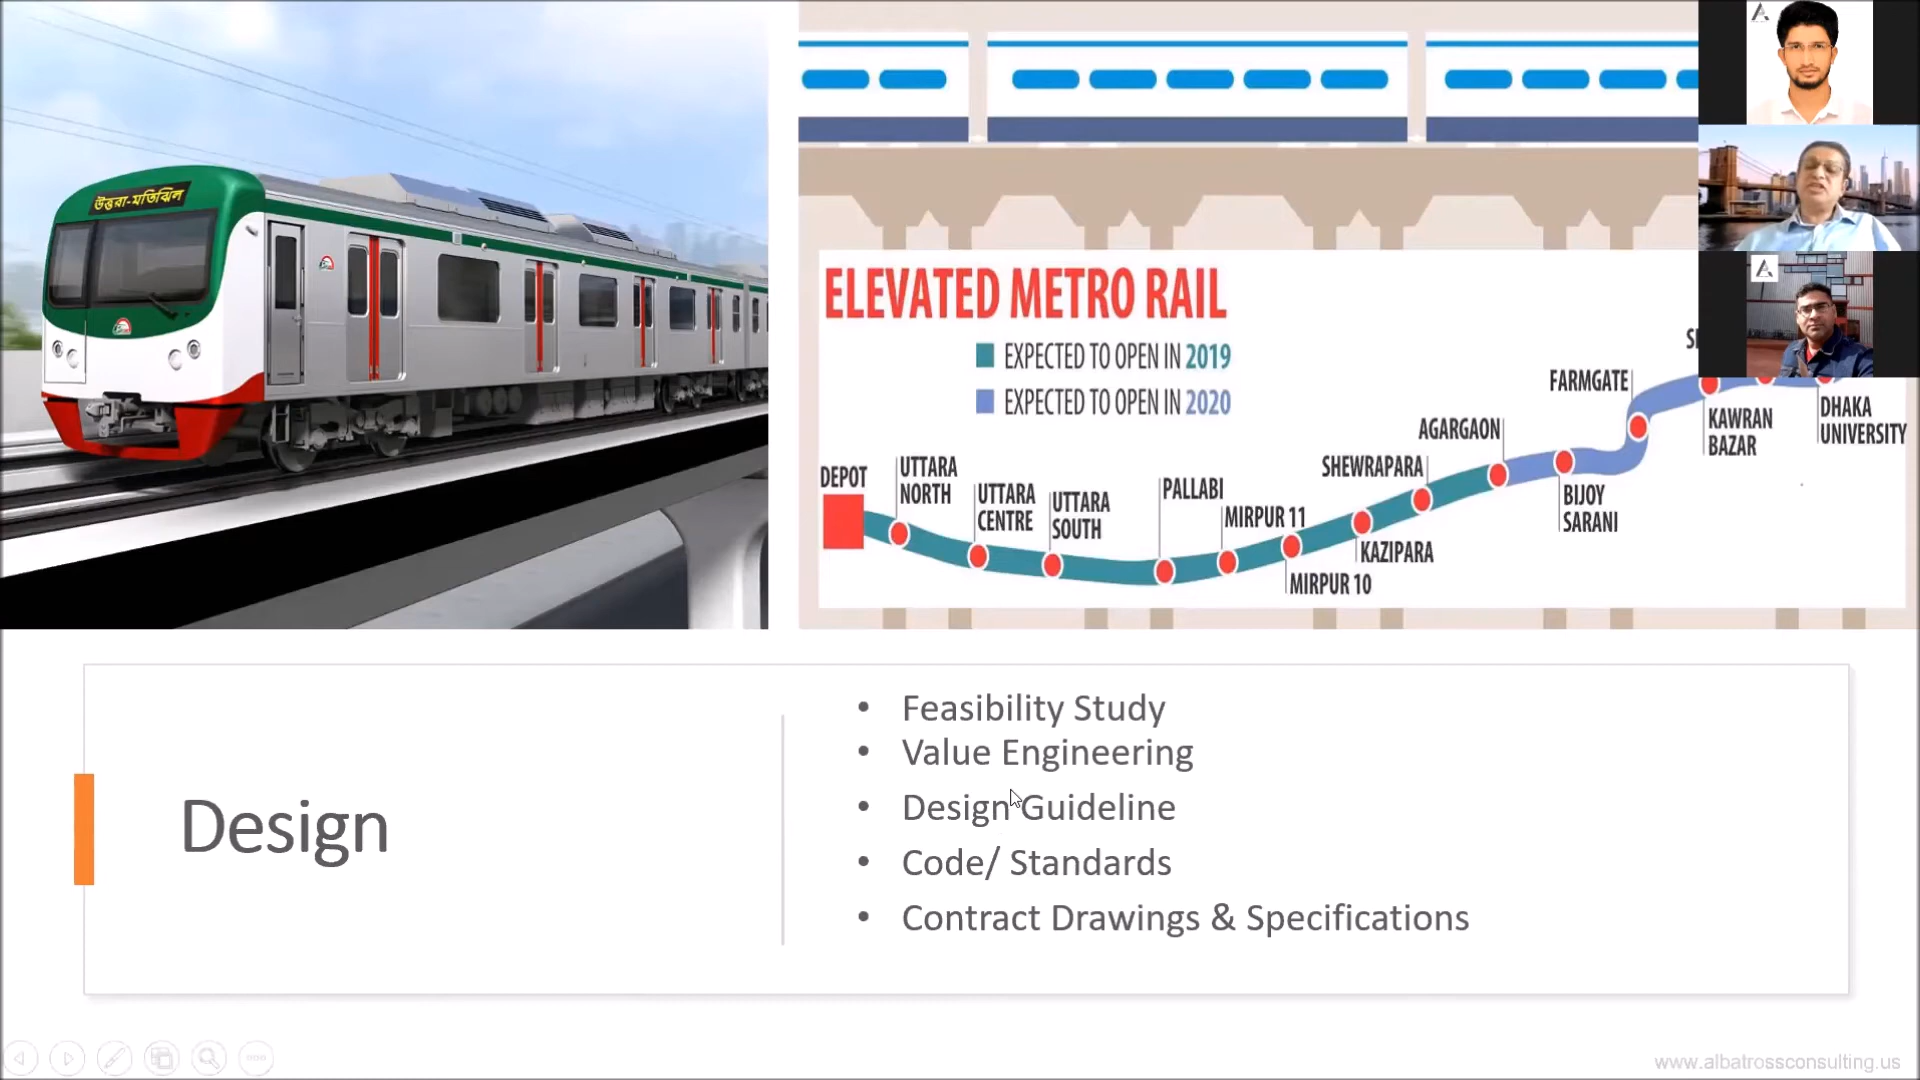 উত্তরা-মতিঝিল
ELEVATED METRO RAIL
EXPECTED TO OPEN IN 2019
EXPECTED TO OPEN IN 2020
DEPOT
UTTARA
NORTH
UTTARA
CENTRE
UTTARA
SOUTH
PALLABI
MIRPUR 11
MIRPUR 10
KAZIPARA
SHEWRAPARA
AGARGAON
BIJOY
SARANI
FARMGATE
KAWRAN
BAZAR
DHAKA
UNIVERSITY
Design
• Feasibility Study
• Value Engineering
• Design Guideline
• Code/ Standards
• Contract Drawings & Specifications
www.albatrossconsulting.us